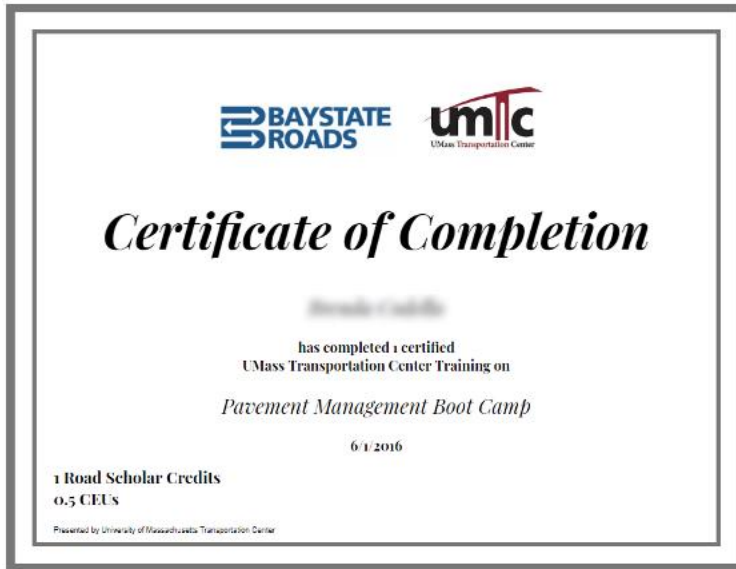 BAYSTATE
ROADS
umtc
UMass Transportation Center
Certificate of Completion
has completed 1 certified
UMass Transportation Center Training on
Pavement Management Boot Camp
6/1/2016
1 Road Scholar Credits
0.5 CEUs
Presented by University of Massachusetts Transportation Center